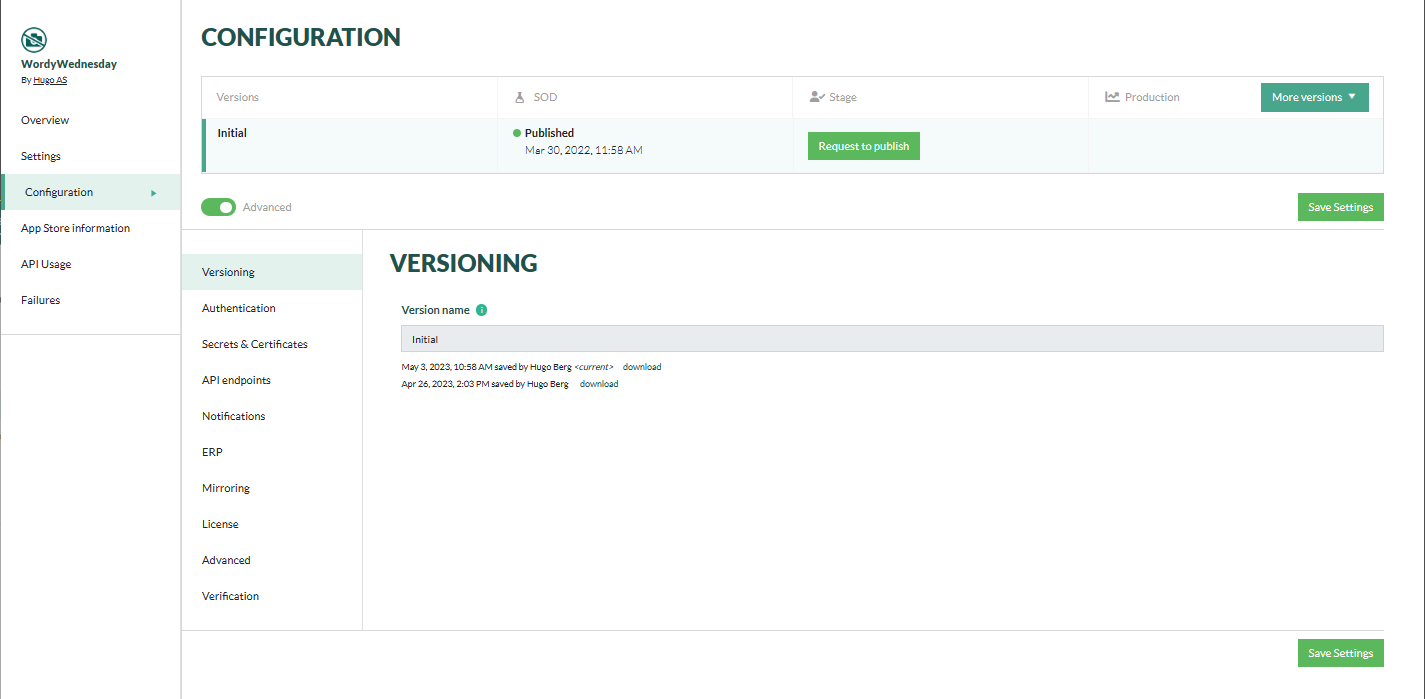 WordyWednesday
By Hugo AS
Overview
Settings
Configuration
App Store information
API Usage
Failures
CONFIGURATION
Versions SOD Stage Production More versions
Initial Published Request to publish
Mar 30, 2022, 11:58 AM
Advanced Save Settings
Versioning
Authentication
Secrets & Certificates
API endpoints
Notifications
ERP
Mirroring
License
Advanced
Verification
VERSIONING
Version name i
Initial
May 3, 2023, 10:58 AM saved by Hugo Berg <current> download
Apr 26, 2023, 2:03 PM saved by Hugo Berg download
Save Settings